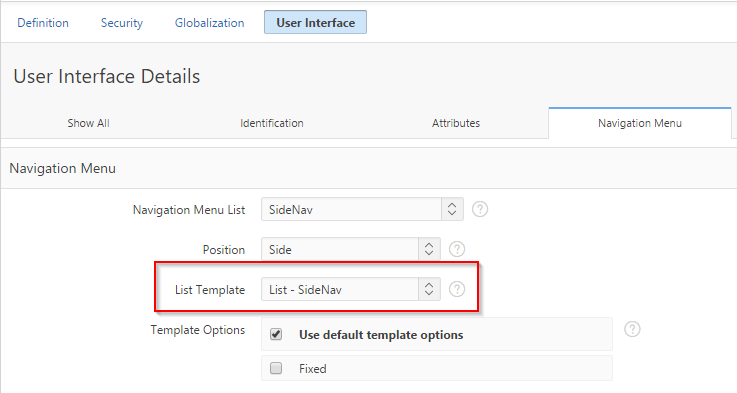 Definition Security Globalization User Interface
User Interface Details
Show All Identification Attributes Navigation Menu
Navigation Menu
Navigation Menu List SideNav ?
Position Side ?
List Template List - SideNav ?
Template Options Use default template options ?
Fixed